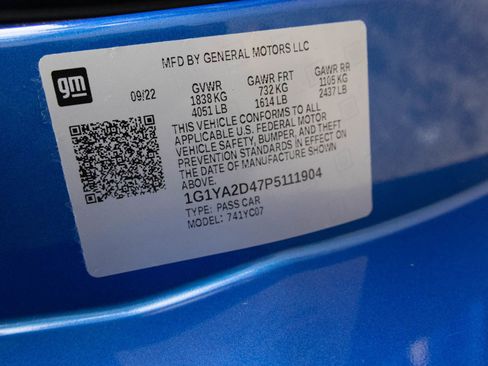 MFD BY GENERAL MOTORS LLC
gm
09/22
GVWR
1838 KG
4051 LB
GAWR FRT
732 KG
1614 LB
GAWR RR
1105 KG
2437 LB
THIS VEHICLE CONFORMS TO ALL
APPLICABLE U.S. FEDERAL MOTOR
VEHICLE SAFETY, BUMPER, AND THEFT
PREVENTION STANDARDS IN EFFECT ON
THE DATE OF MANUFACTURE SHOWN
ABOVE.
1G1YA2D47P5111904
TYPE: PASS CAR
MODEL: 741YC07